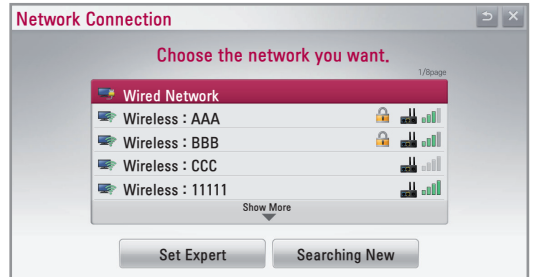 Network Connection
Choose the network you want.
1/8page
Wired Network
Wireless : AAA
Wireless : BBB
Wireless : CCC
Wireless : 11111
Show More
Set Expert
Searching New